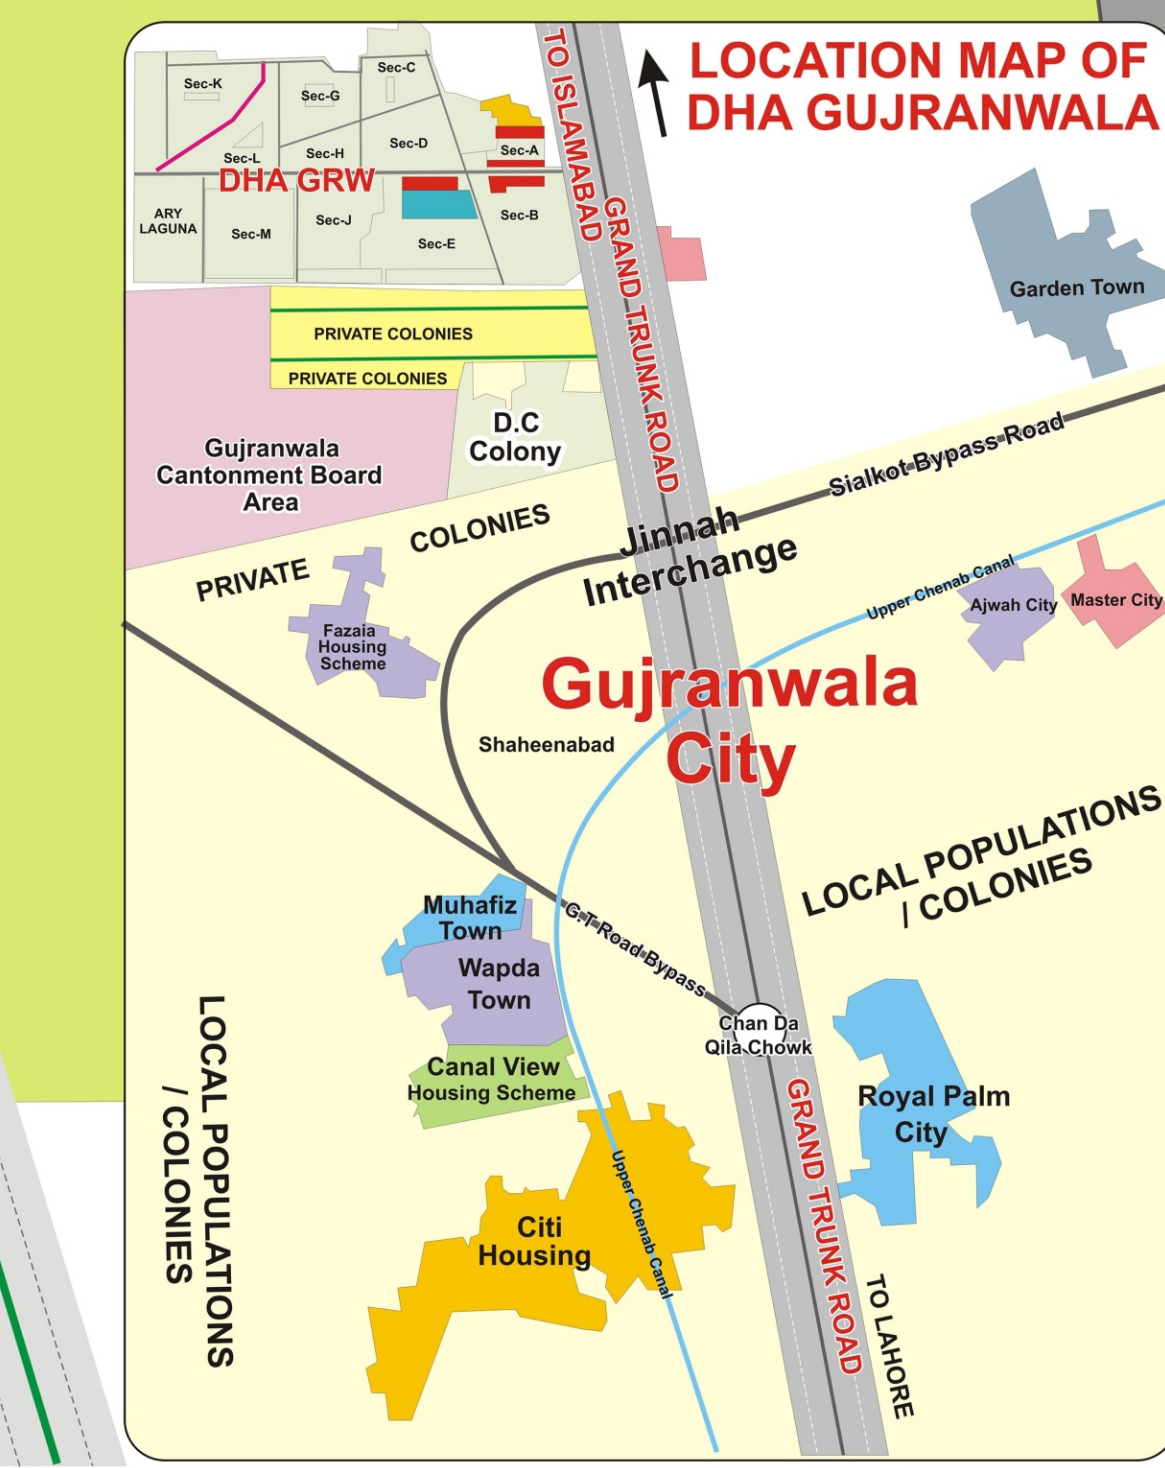 LOCATION MAP OF
DHA GUJRANWALA
TO ISLAMABAD
GRAND TRUNK ROAD
Sec-K
Sec-G
Sec-C
Sec-L
Sec-H
Sec-D
Sec-A
DHA GRW
ARY
LAGUNA
Sec-M
Sec-J
Sec-E
Sec-B
Garden Town
PRIVATE COLONIES
PRIVATE COLONIES
D.C
Colony
Gujranwala
Cantonment Board
Area
Sialkot Bypass Road
PRIVATE COLONIES
Jinnah
Interchange
Upper Chenab Canal
Ajwah City
Master City
Fazaia
Housing
Scheme
Gujranwala
City
Shaheenabad
LOCAL POPULATIONS
/ COLONIES
Muhafiz
Town
Wapda
Town
G.T Road Bypass
Chan Da
Qila Chowk
Canal View
Housing Scheme
Royal Palm
City
LOCAL POPULATIONS
/ COLONIES
Citi
Housing
Upper Chenab Canal
GRAND TRUNK ROAD
TO LAHORE